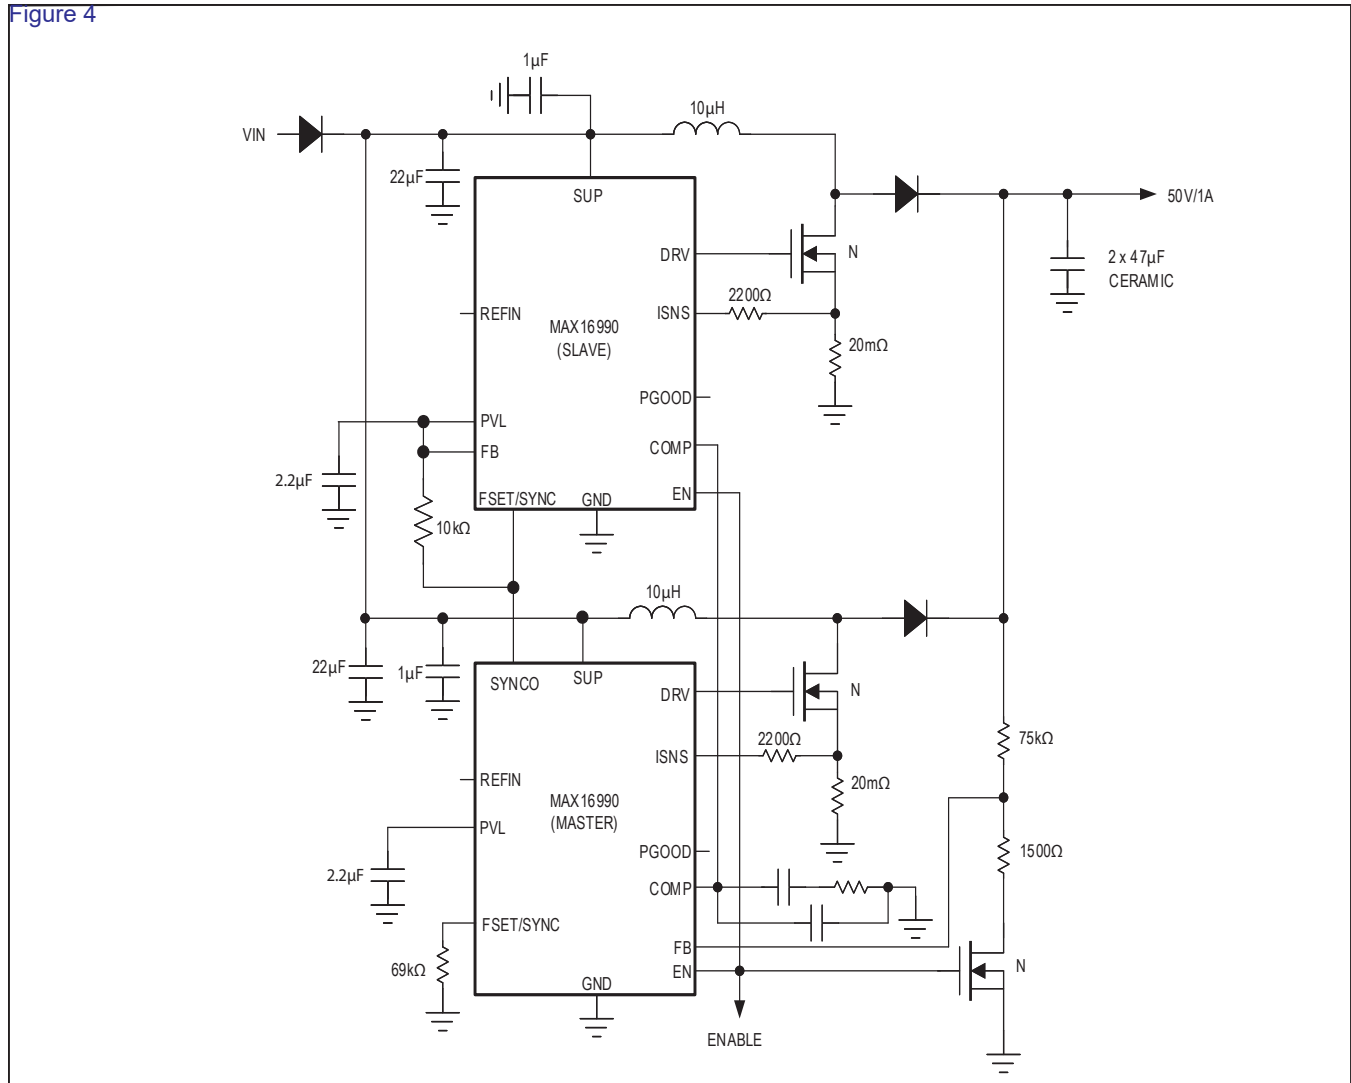 Figure 4
1µF
10µH
VIN
22µF
SUP
50V/1A
DRV
N
2 x 47µF
CERAMIC
2200Ω
REFIN
ISNS
MAX16990
(SLAVE)
20mΩ
PGOOD
PVL
COMP
FB
2.2µF
EN
FSET/SYNC
GND
10kΩ
10µH
22µF
1µF
SYNCO
SUP
DRV
N
2200Ω
75kΩ
ISNS
REFIN
20mΩ
MAX16990
(MASTER)
PVL
PGOOD
1500Ω
2.2µF
COMP
FSET/SYNC
FB
69kΩ
EN
N
GND
ENABLE